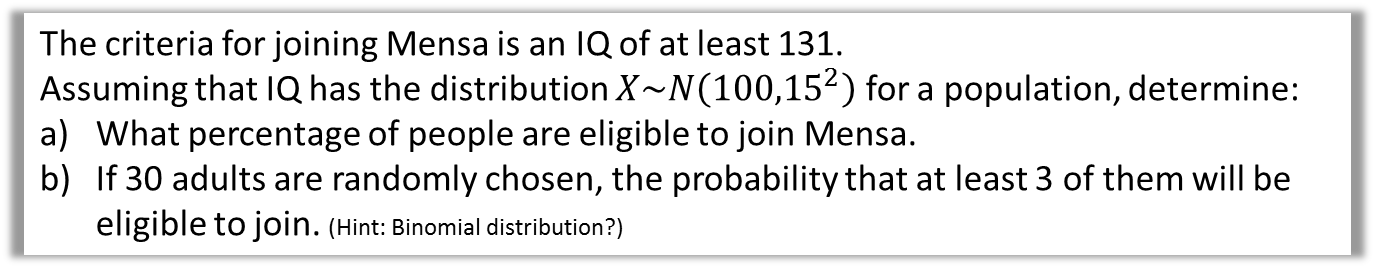 The criteria for joining Mensa is an IQ of at least 131.
Assuming that IQ has the distribution X~N(100,15²) for a population, determine:
a) What percentage of people are eligible to join Mensa.
b) If 30 adults are randomly chosen, the probability that at least 3 of them will be
eligible to join. (Hint: Binomial distribution?)